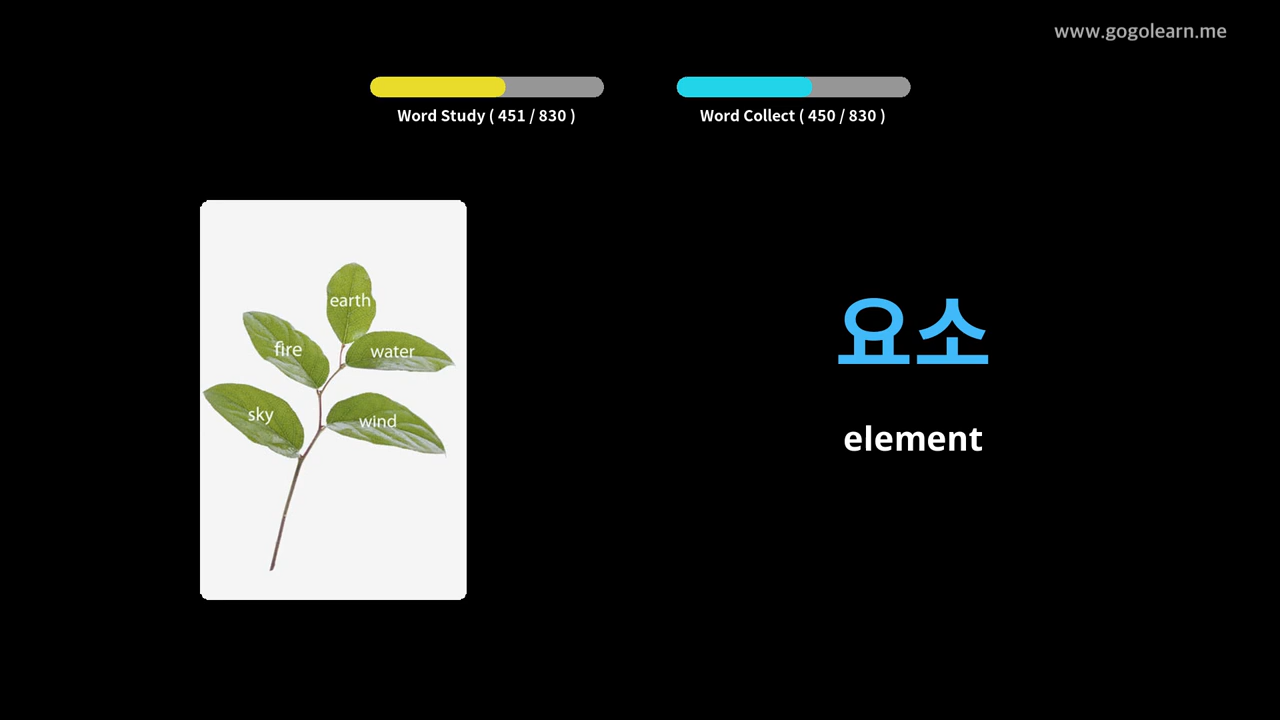 www.gogolearn.me
Word Study ( 451 / 830 )
Word Collect ( 450 / 830 )
earth
fire
water
sky
wind
요소
element